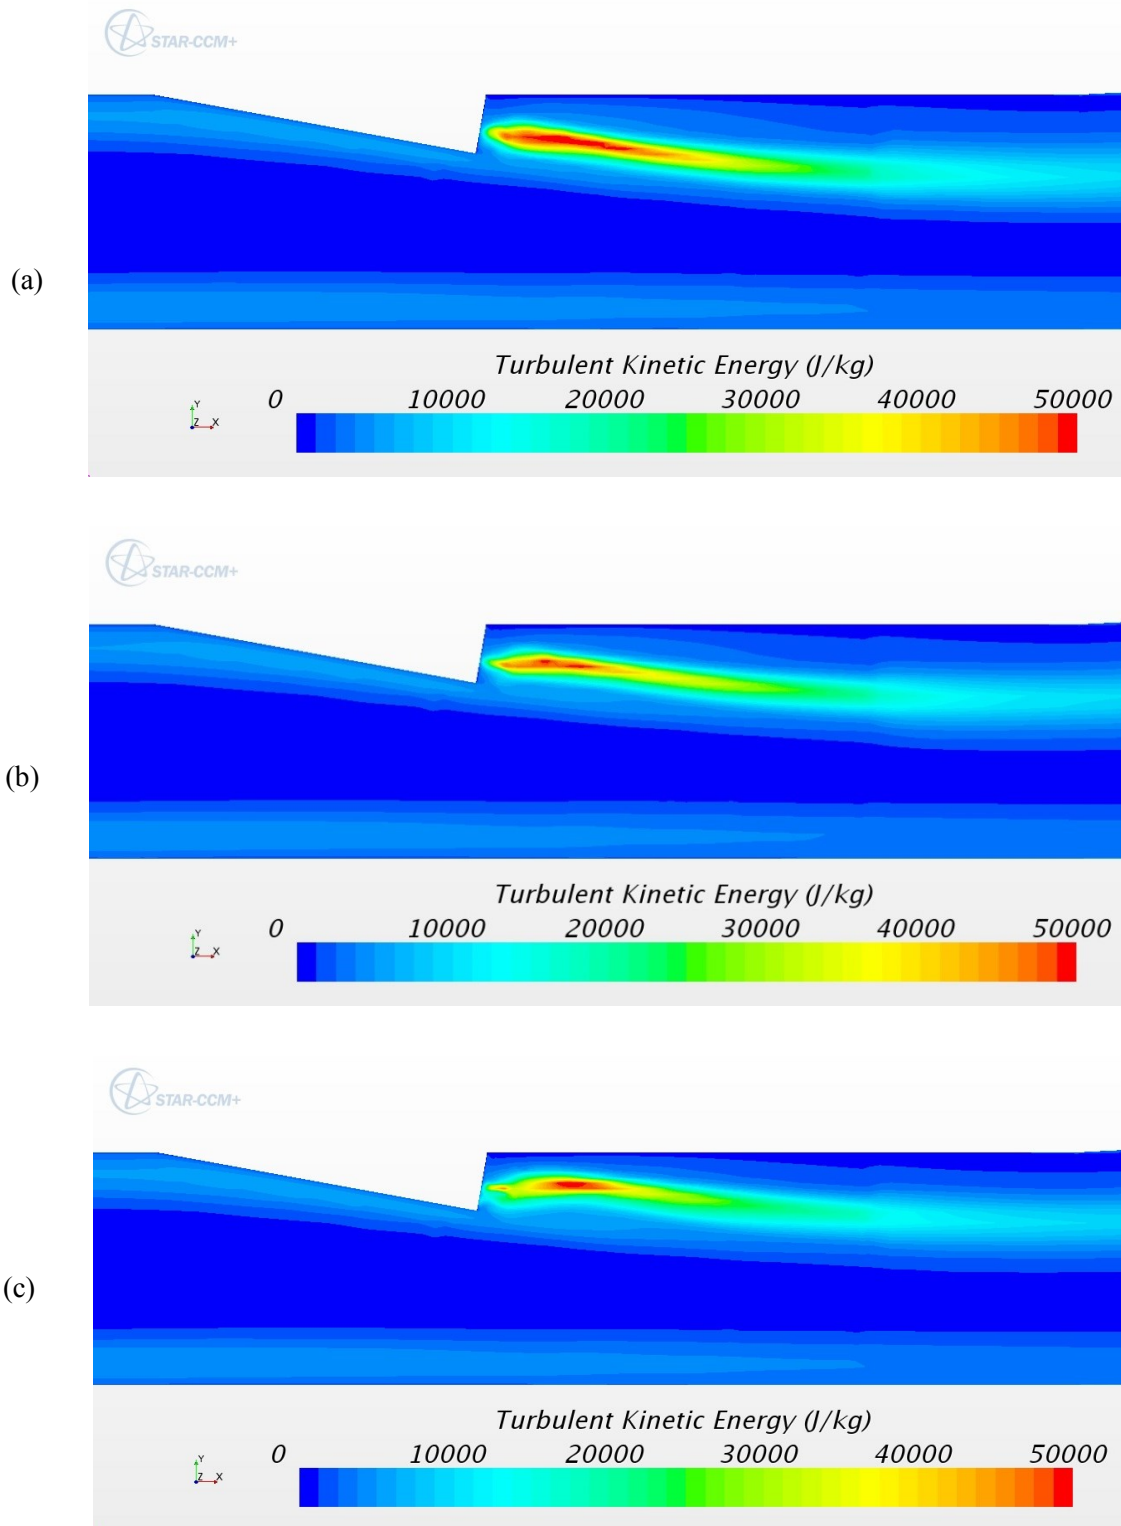 STAR-CCM+
(a)
Turbulent Kinetic Energy (J/kg)
0 10000 20000 30000 40000 50000
Y
Z X
STAR-CCM+
(b)
Turbulent Kinetic Energy (J/kg)
0 10000 20000 30000 40000 50000
Y
Z X
STAR-CCM+
(c)
Turbulent Kinetic Energy (J/kg)
0 10000 20000 30000 40000 50000
Y
Z X